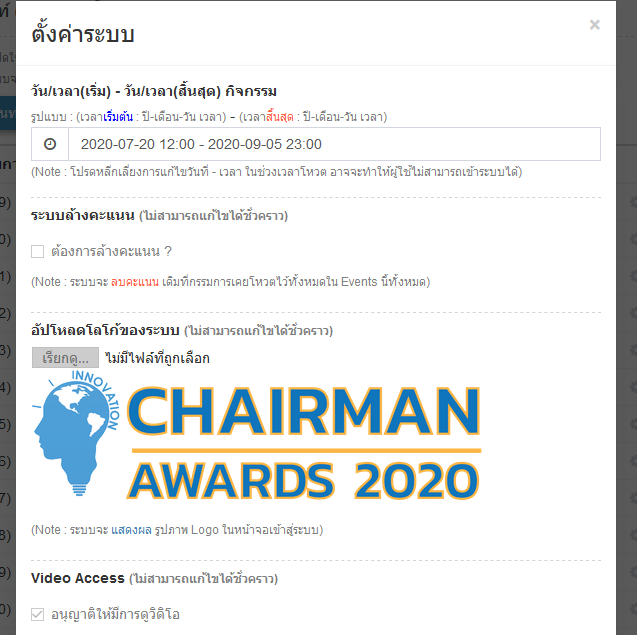 ตั้งค่าระบบ
×
วัน/เวลา(เริ่ม) - วัน/เวลา(สิ้นสุด) กิจกรรม
รูปแบบ : (เวลาเริ่มต้น : ปี-เดือน-วัน เวลา) - (เวลาสิ้นสุด : ปี-เดือน-วัน เวลา)
2020-07-20 12:00 - 2020-09-05 23:00
(Note : โปรดหลีกเลี่ยงการแก้ไขวันที่ - เวลา ในช่วงเวลาโหวต อาจจะทำให้ผู้ใช้ไม่สามารถเข้าระบบได้)
ระบบล้างคะแนน (ไม่สามารถแก้ไขได้ชั่วคราว)
ต้องการล้างคะแนน ?
(Note : ระบบจะ ลบคะแนน เดิมที่กรรมการเคยโหวตไว้ทั้งหมดใน Events นี้ทั้งหมด)
อัปโหลดโลโก้ของระบบ (ไม่สามารถแก้ไขได้ชั่วคราว)
เรียกดู... ไม่มีไฟล์ที่ถูกเลือก
INNOVATION
CHAIRMAN
AWARDS 2020
(Note : ระบบจะ แสดงผล รูปภาพ Logo ในหน้าจอเข้าสู่ระบบ)
Video Access (ไม่สามารถแก้ไขได้ชั่วคราว)
อนุญาติให้มีการดูวิดิโอ